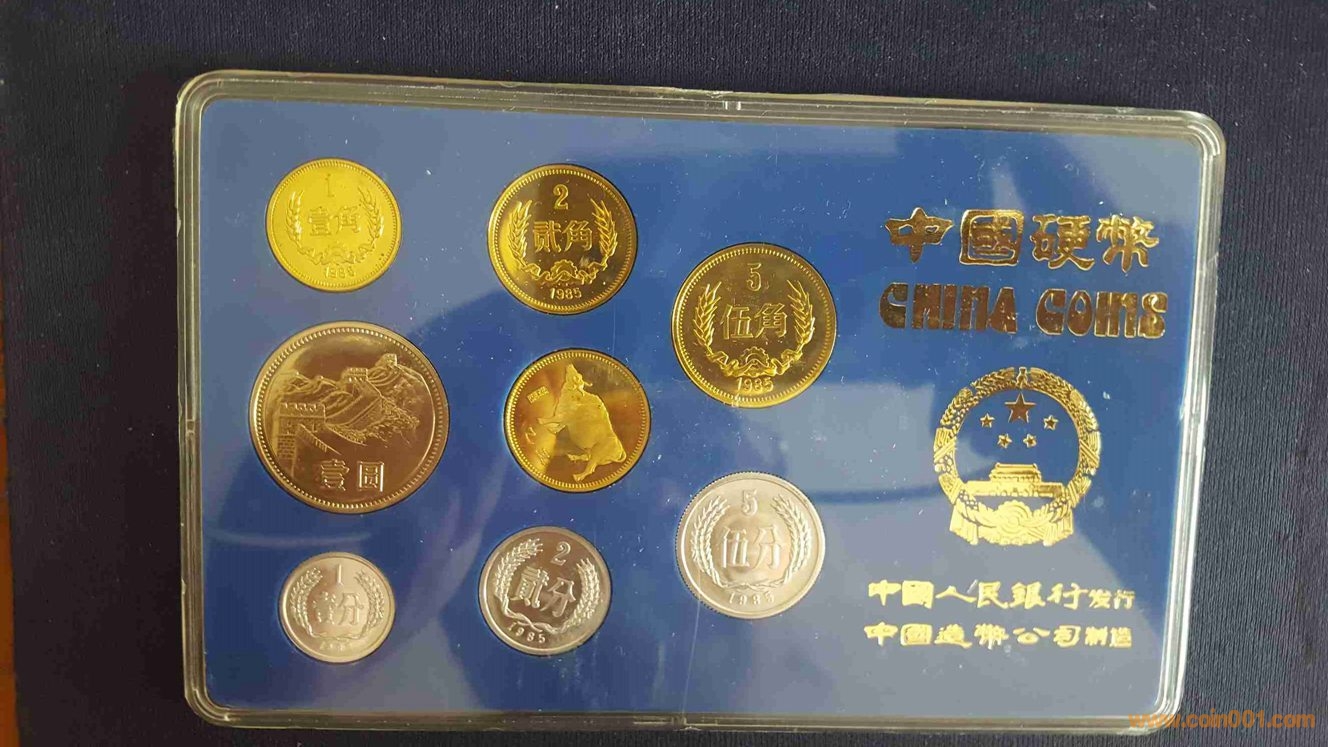 1
壹角
2
贰角
1985
5
伍角
1985
中國硬幣
CHINA COINS
壹圆
1
壹分
2
贰分
1985
5
伍分
1985
中國人民銀行发行
中國造幣公司制造
www.coin001.com